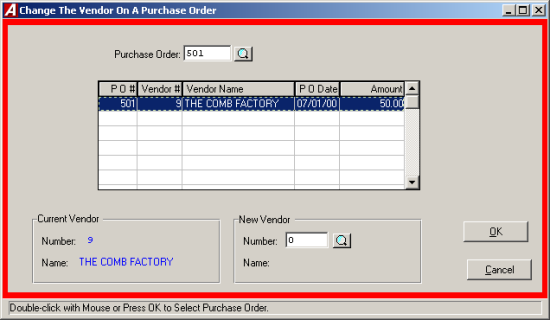 Change The Vendor On A Purchase Order
Purchase Order: 501
P O # Vendor # Vendor Name P O Date Amount
501 9 THE COMB FACTORY 07/01/00 50.00
Current Vendor
Number: 9
Name: THE COMB FACTORY
New Vendor
Number: 0
Name:
OK
Cancel
Double-click with Mouse or Press OK to Select Purchase Order.